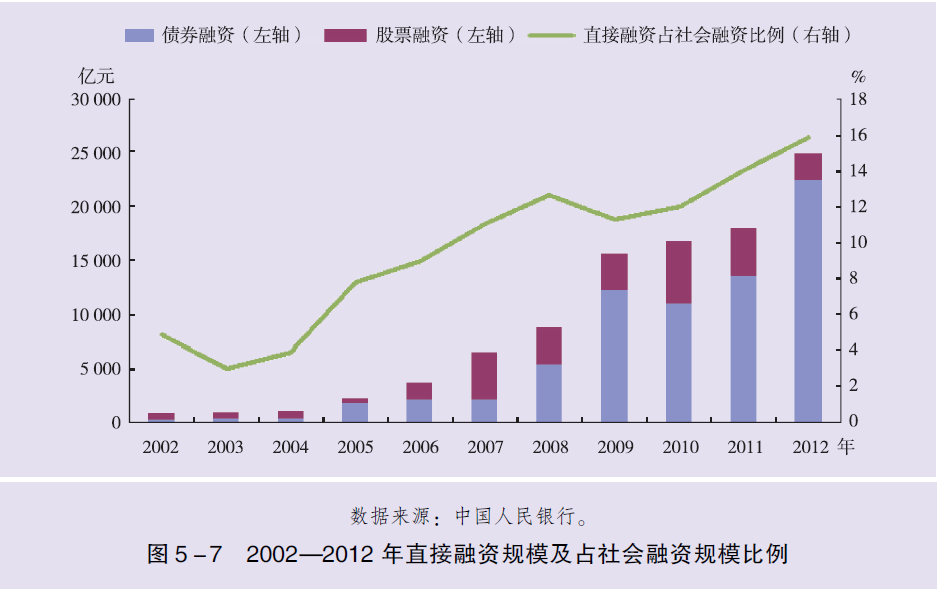 债券融资（左轴） 股票融资（左轴） 直接融资占社会融资比例（右轴）
亿元 %
30 000 18
25 000 16
20 000 14
15 000 12
10 000 10
5 000 8
0 6
4
2
0
2002 2003 2004 2005 2006 2007 2008 2009 2010 2011 2012 年
数据来源：中国人民银行。
图 5-7 2002—2012 年直接融资规模及占社会融资规模比例